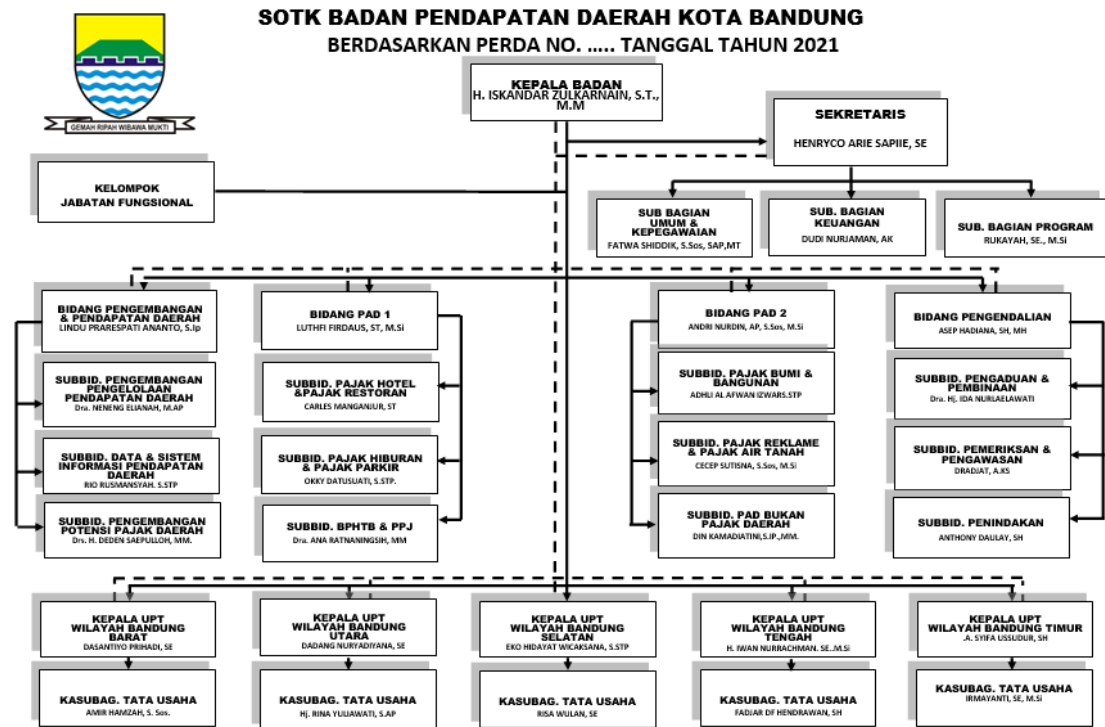 SOTK BADAN PENDAPATAN DAERAH KOTA BANDUNG
BERDASARKAN PERDA NO. ..... TANGGAL TAHUN 2021
GEMAH RIPAH WIBAWA MUKTI
KEPALA BADAN
H. ISKANDAR ZULKARNAIN, S.T.,
M.M
SEKRETARIS
HENRYCO ARIE SAPIIE, SE
KELOMPOK
JABATAN FUNGSIONAL
SUB BAGIAN
UMUM &
KEPEGAWAIAN
FATWA SHIDDIK, S.Sos, SAP,MT
SUB. BAGIAN
KEUANGAN
DUDI NURJAMAN, AK
SUB. BAGIAN PROGRAM
RUKAYAH, SE., M.Si
BIDANG PENGEMBANGAN
& PENDAPATAN DAERAH
LINDU PRARESPATI ANANTO, S.Ip
BIDANG PAD 1
LUTHFI FIRDAUS, ST, M.Si
BIDANG PAD 2
ANDRI NURDIN, AP, S.Sos, M.Si
BIDANG PENGENDALIAN
ASEP HADIANA, SH, MH
SUBBID. PENGEMBANGAN
PENGELOLAAN
PENDAPATAN DAERAH
Dra. NENENG ELIANAH, M.AP
SUBBID. PAJAK HOTEL
&PAJAK RESTORAN
CARLES MANGANJUR, ST
SUBBID. PAJAK BUMI &
BANGUNAN
ADHLI AL AFWAN IZWARS.STP
SUBBID. PENGADUAN &
PEMBINAAN
Dra. Hj. IDA NURLAELAWATI
SUBBID. DATA & SISTEM
INFORMASI PENDAPATAN
DAERAH
RIO RUSMANSYAH. S.STP
SUBBID. PAJAK HIBURAN
& PAJAK PARKIR
OKKY DATUSUATI, S.STP.
SUBBID. PAJAK REKLAME
& PAJAK AIR TANAH
CECEP SUTISNA, S.Sos, M.Si
SUBBID. PEMERIKSAN &
PENGAWASAN
DRADJAT, A.KS
SUBBID. PENGEMBANGAN
POTENSI PAJAK DAERAH
Drs. H. DEDEN SAEPULLOH, MM.
SUBBID. BPHTB & PPJ
Dra. ANA RATNANINGSIH, MM
SUBBID. PAD BUKAN
PAJAK DAERAH
DIN KAMADIATINI,S.IP.,MM.
SUBBID. PENINDAKAN
ANTHONY DAULAY, SH
KEPALA UPT
WILAYAH BANDUNG
BARAT
DASANTIYO PRIHADI, SE
KEPALA UPT
WILAYAH BANDUNG
UTARA
DADANG NURYADIYANA, SE
KEPALA UPT
WILAYAH BANDUNG
SELATAN
EKO HIDAYAT WICAKSANA, S.STP
KEPALA UPT
WILAYAH BANDUNG
TENGAH
H. IWAN NURRACHMAN. SE..M.Si
KEPALA UPT
WILAYAH BANDUNG TIMUR
.A. SYIFA USSUDUR, SH
KASUBAG. TATA USAHA
AMIR HAMZAH, S. Sos.
KASUBAG. TATA USAHA
Hj. RINA YULIAWATI, S.AP
KASUBAG. TATA USAHA
RISA WULAN, SE
KASUBAG. TATA USAHA
FADJAR DF HENDRAWAN, SH
KASUBAG. TATA USAHA
IRMAYANTI, SE, M.Si